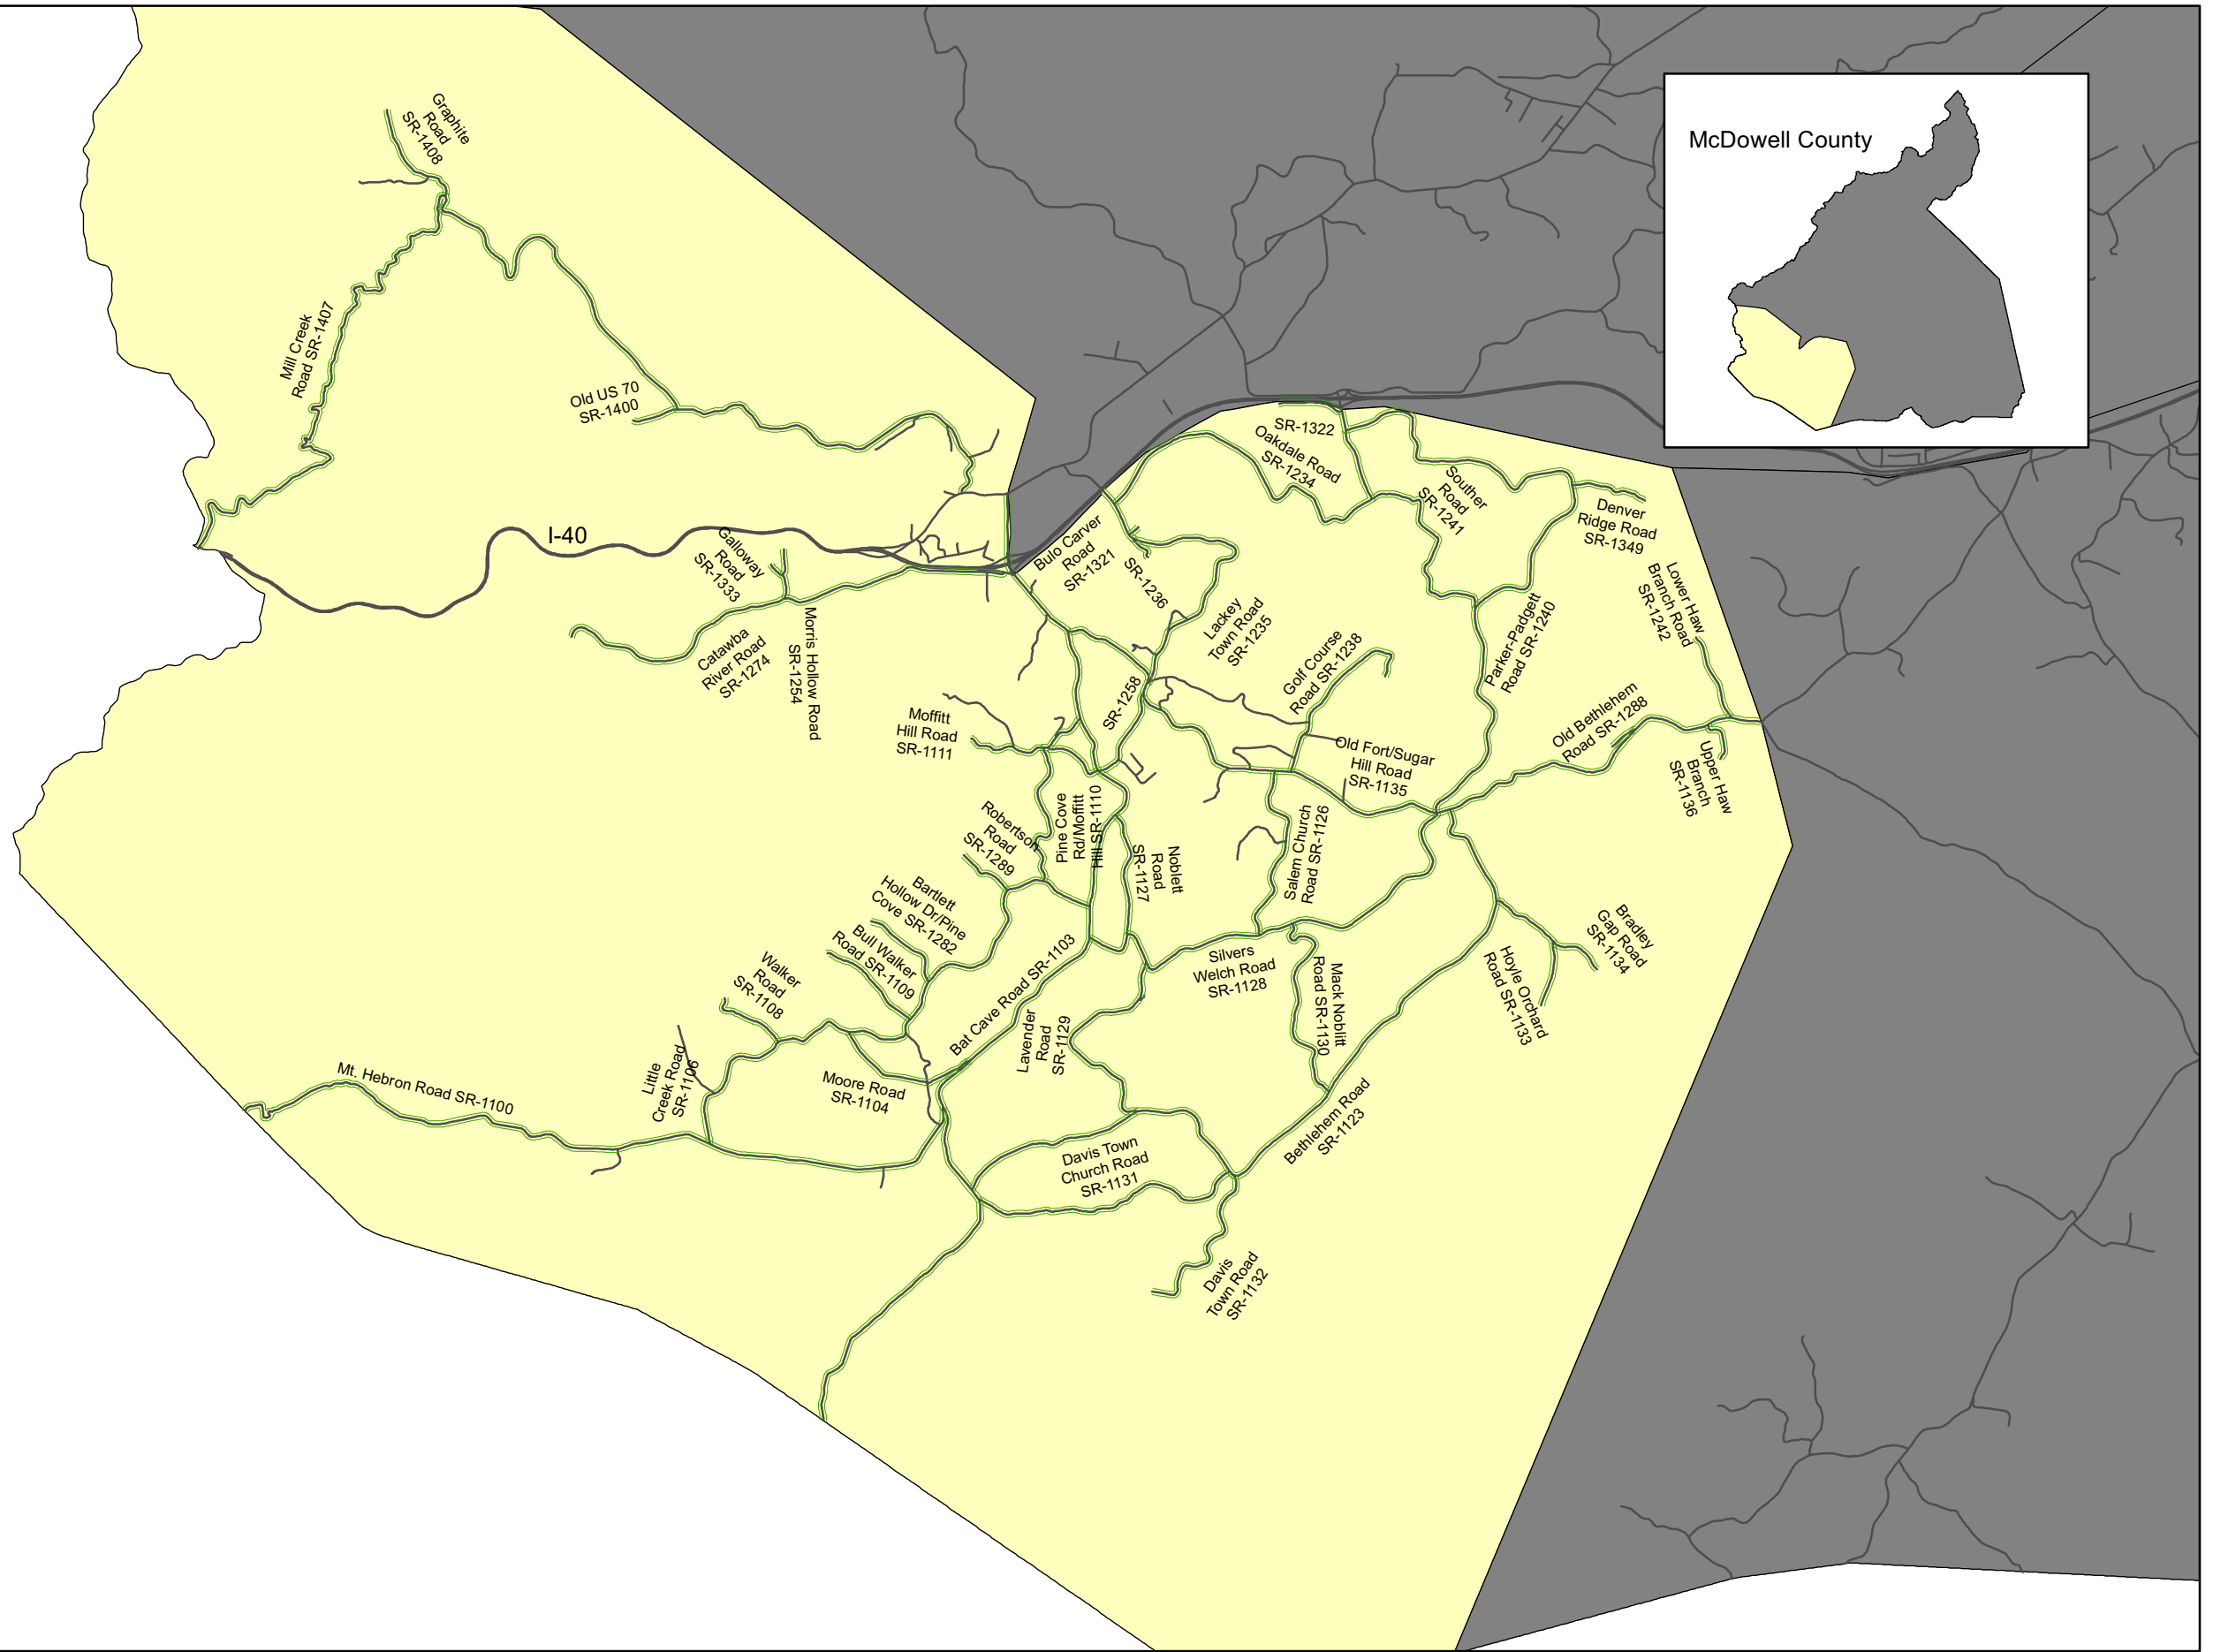 McDowell County
Graphite
Road
SR-1408
Mill Creek
Road SR-1407
Old US 70
SR-1400
I-40
Galloway
Road
SR-1333
Catawba
River Road
SR-1274
Morris Hollow Road
SR-1254
Bulo Carver
Road
SR-1321
SR-1236
SR-1322
Oakdale Road
SR-1234
Souther
Road
SR-1241
Denver
Ridge Road
SR-1349
Lower Haw
Branch Road
SR-1242
Lackey
Town Road
SR-1235
Golf Course
Road SR-1238
Parker-Padgett
Road SR-1240
Old Bethlehem
Road SR-1288
Upper Haw
Branch
SR-1136
SR-1258
Moffitt
Hill Road
SR-1111
Old Fort/Sugar
Hill Road
SR-1135
Pine Cove
Rd/Moffitt
Hill SR-1110
Robertson
Road
SR-1289
Noblett
Road
SR-1127
Salem Church
Road SR-1126
Bartlett
Hollow Dr/Pine
Cove SR-1282
Bull Walker
Road SR-1109
Walker
Road
SR-1108
Bat Cave Road SR-1103
Silvers
Welch Road
SR-1128
Mack Noblitt
Road SR-1130
Bradley
Gap Road
SR-1134
Hoyle Orchard
Road SR-1133
Lavender
Road
SR-1129
Little
Creek Road
SR-1106
Moore Road
SR-1104
Mt. Hebron Road SR-1100
Bethlehem Road
SR-1123
Davis Town
Church Road
SR-1131
Davis
Town Road
SR-1132